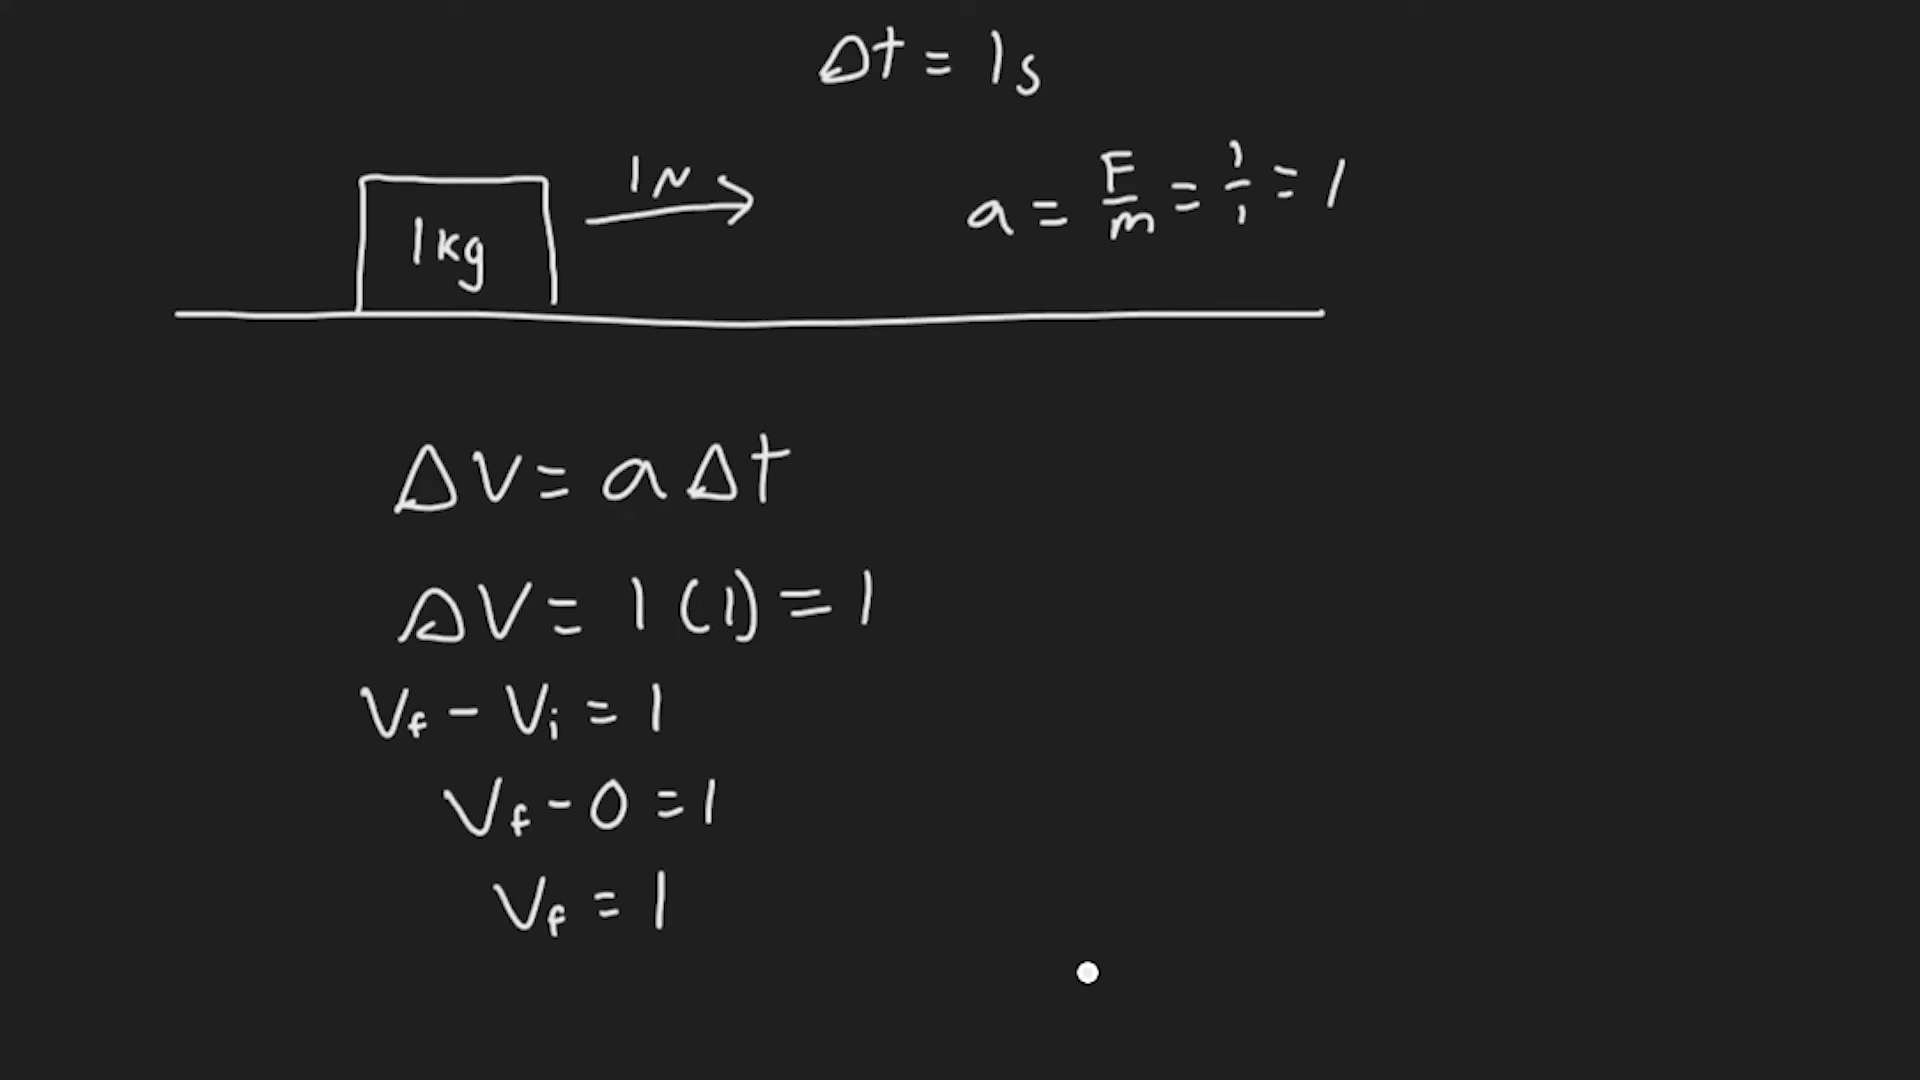 Δt = 1s
1N
a = F/m = 1/1 = 1
1kg
ΔV = aΔt
ΔV = 1(1) = 1
Vf - Vi = 1
Vf - 0 = 1
Vf = 1